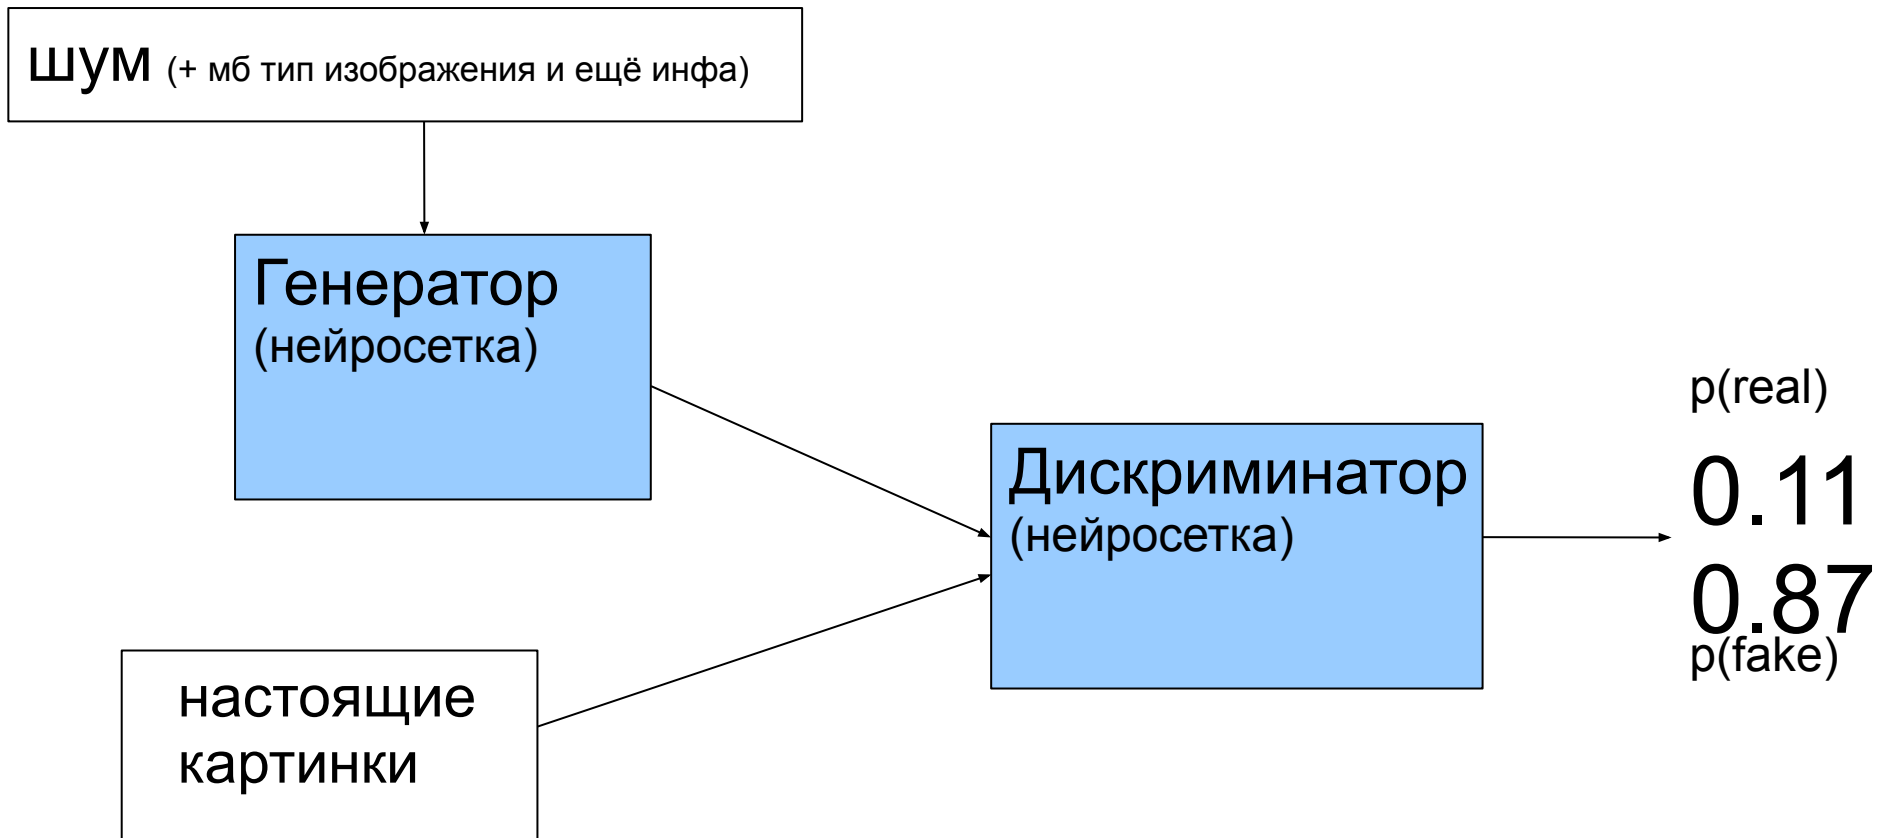 шум (+ мб тип изображения и ещё инфа)
Генератор
(нейросетка)
p(real)
0.11
0.87
p(fake)
Дискриминатор
(нейросетка)
настоящие
картинки